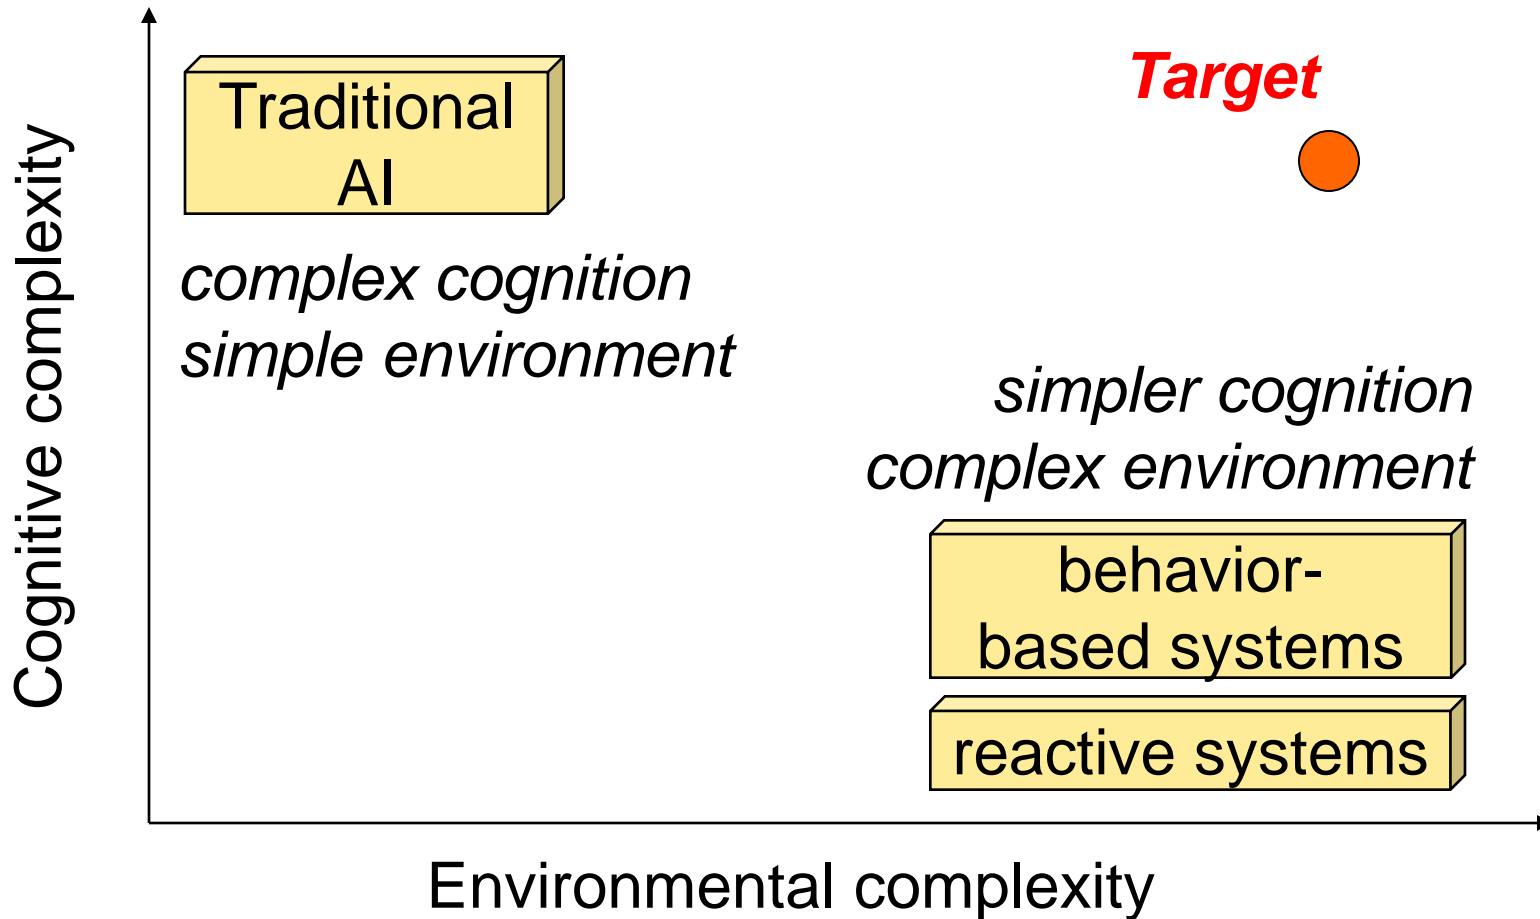 Cognitive complexity
Traditional
AI
complex cognition
simple environment
Target
simpler cognition
complex environment
behavior-
based systems
reactive systems
Environmental complexity